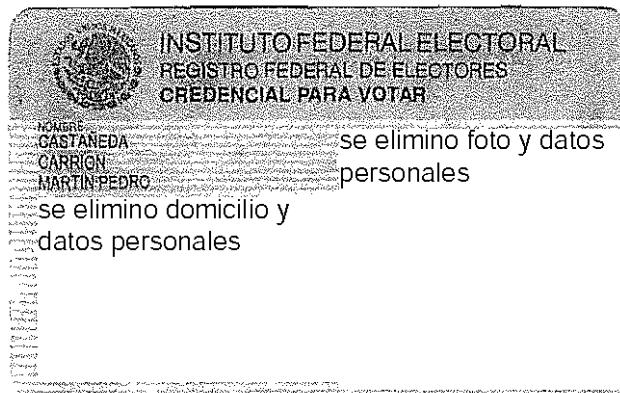 INSTITUTO FEDERAL ELECTORAL
REGISTRO FEDERAL DE ELECTORES
CREDENCIAL PARA VOTAR
NOMBRE
CASTAÑEDA
CARRION
MARTIN PEDRO
se elimino foto y datos
personales
se elimino domicilio y
datos personales